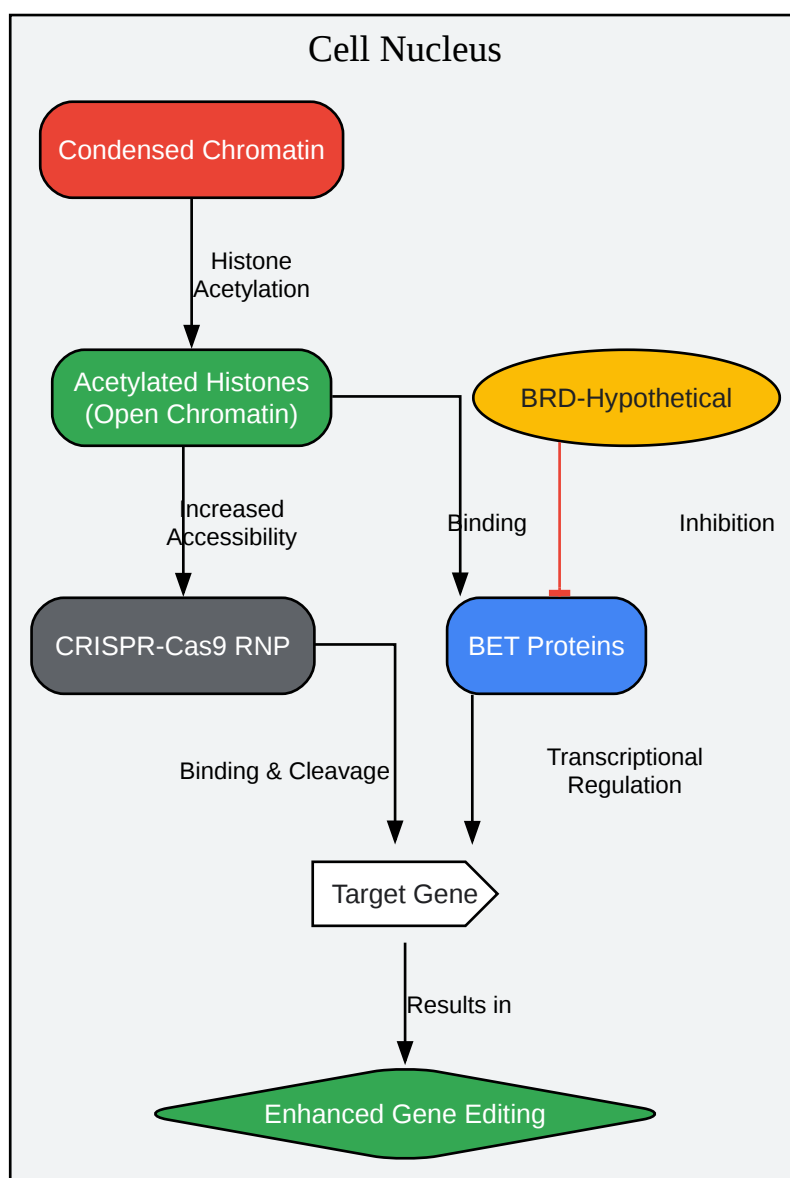 Cell Nucleus
Condensed Chromatin
Histone
Acetylation
Acetylated Histones
(Open Chromatin)
BRD-Hypothetical
Increased
Accessibility
Binding
Inhibition
CRISPR-Cas9 RNP
BET Proteins
Binding & Cleavage
Transcriptional
Regulation
Target Gene
Results in
Enhanced Gene Editing